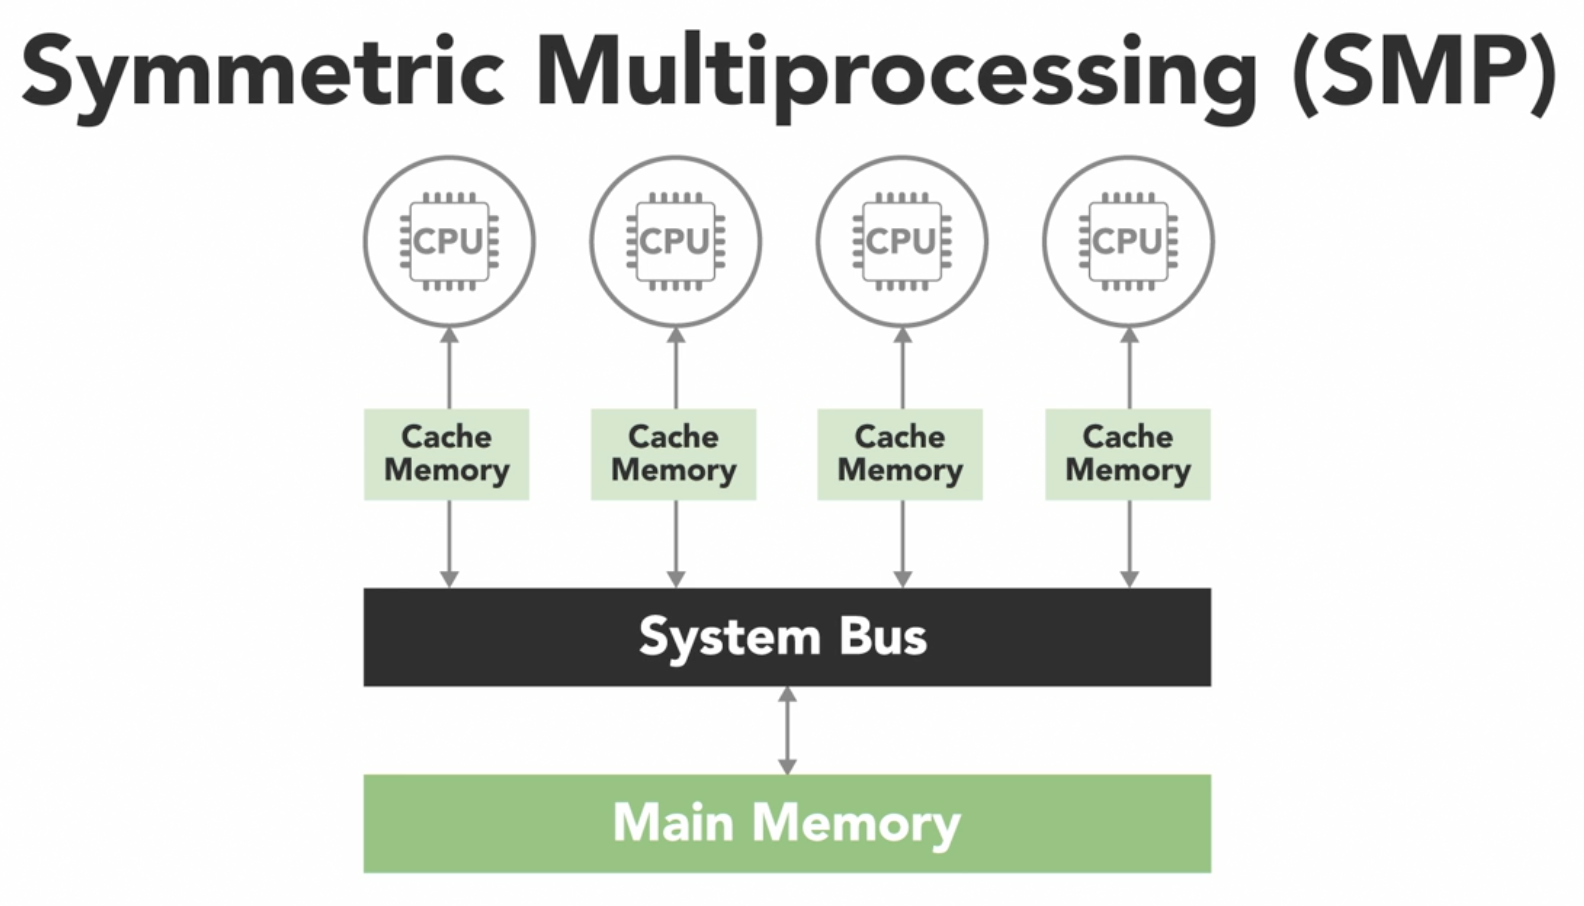 Symmetric Multiprocessing (SMP)
CPU CPU CPU CPU
Cache Memory
Cache Memory
Cache Memory
Cache Memory
System Bus
Main Memory